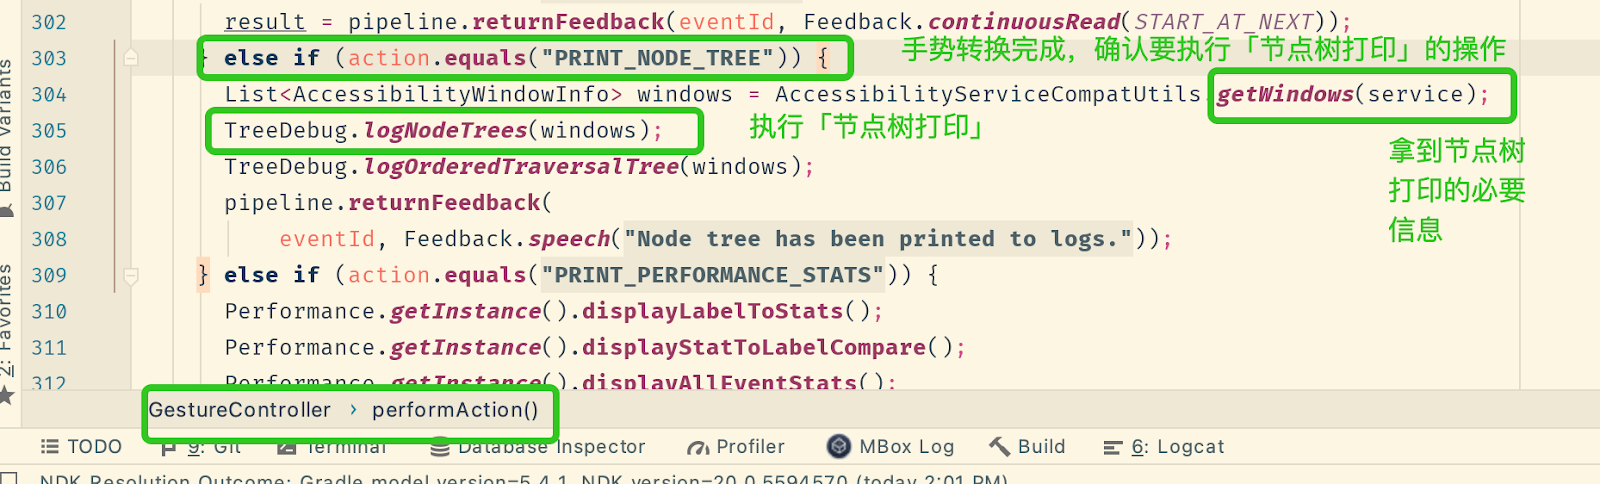 302 result = pipeline.returnFeedback(eventId, Feedback.continuousRead(START_AT_NEXT));
303 } else if (action.equals("PRINT_NODE_TREE")) {
手势转换完成，确认要执行「节点树打印」的操作
304 List<AccessibilityWindowInfo> windows = AccessibilityServiceCompatUtils.getWindows(service);
305 TreeDebug.logNodeTrees(windows);
执行「节点树打印」
拿到节点树
打印的必要
信息
306 TreeDebug.logOrderedTraversalTree(windows);
307 pipeline.returnFeedback(
308 eventId, Feedback.speech("Node tree has been printed to logs."));
309 } else if (action.equals("PRINT_PERFORMANCE_STATS")) {
310 Performance.getInstance().displayLabelToStats();
311 Performance.getInstance().displayStatToLabelCompare();
312 Performance.getInstance().displayAllEventStats();
Build Variants
2: Favorites
GestureController › performAction()
TODO 9: Git Terminal Database Inspector Profiler MBox Log Build 6: Logcat
NDK Resolution Outcome: Gradle model version=5.4.1, NDK version=20.0.5594570 (today 2:01 PM)